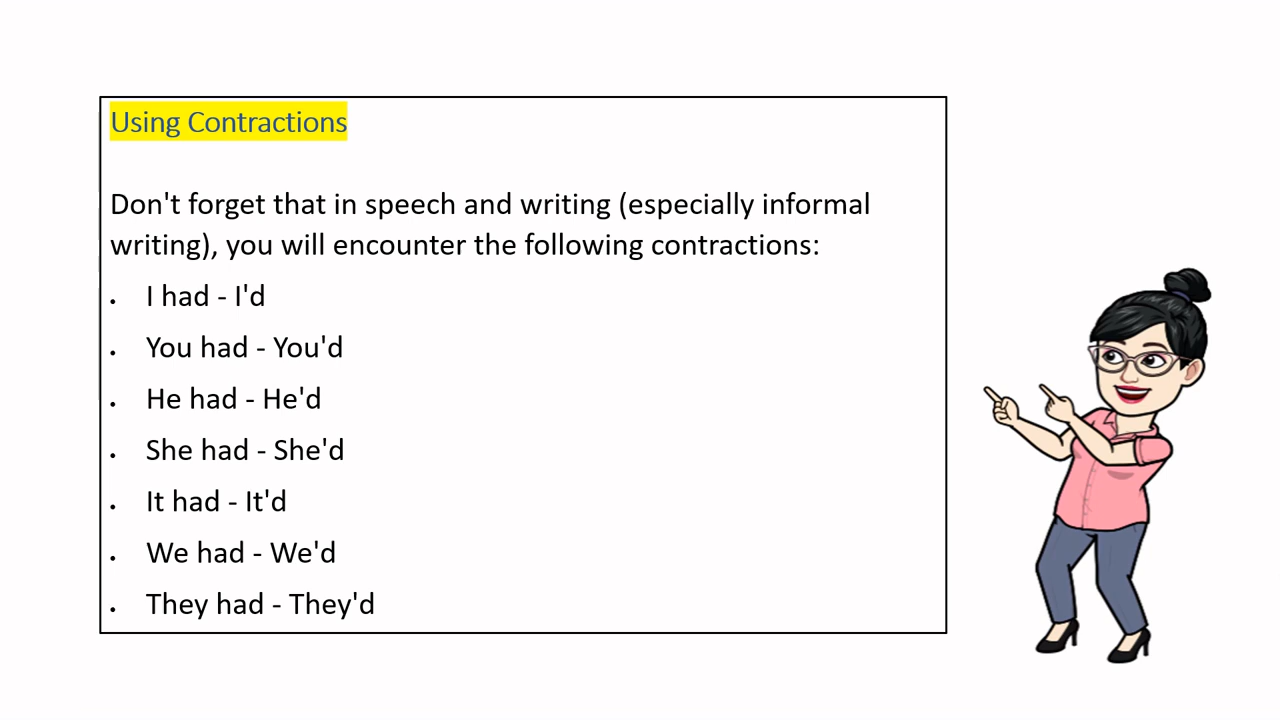 Using Contractions
Don't forget that in speech and writing (especially informal
writing), you will encounter the following contractions:
• I had - I'd
• You had - You'd
• He had - He'd
• She had - She'd
• It had - It'd
• We had - We'd
• They had - They'd